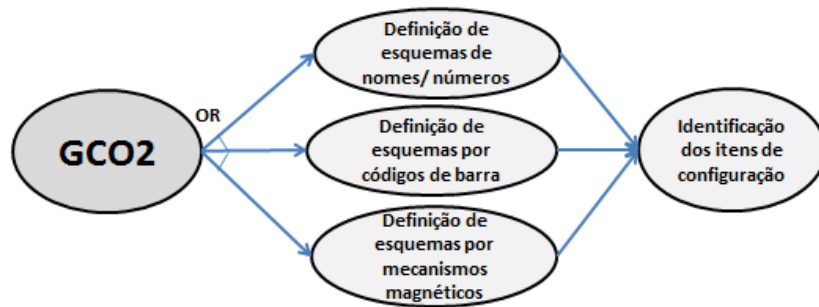 GCO2
OR
Definição de
esquemas de
nomes/ números
Definição de
esquemas por
códigos de barra
Definição de
esquemas por
mecanismos
magnéticos
Identificação
dos itens de
configuração